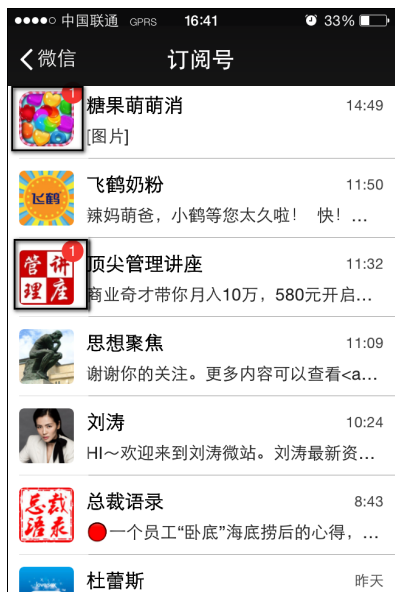 中国联通 GPRS 16:41 33%
微信 订阅号
1
糖果萌萌消 14:49
[图片]
飞鹤
飞鹤奶粉 11:50
辣妈萌爸，小鹤等您太久啦！ 快！...
1
管讲
理座
顶尖管理讲座 11:32
商业奇才带你月入10万，580元开启...
思想聚焦 11:09
谢谢你的关注。更多内容可以查看<a...
刘涛 10:24
HI～欢迎来到刘涛微站。刘涛最新资...
总裁
语录
总裁语录 8:43
🔴一个员工“卧底”海底捞后的心得，...
杜蕾斯 昨天